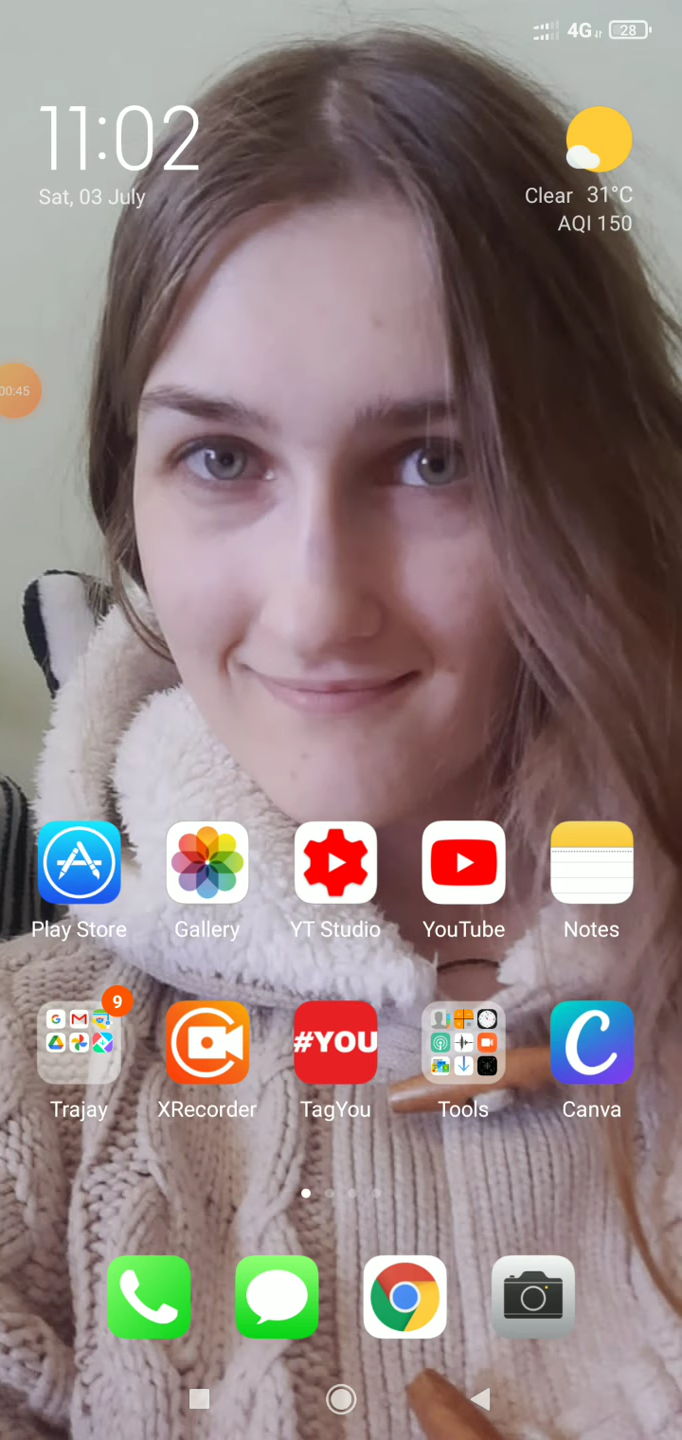 4G 28
11:02
Sat, 03 July
Clear 31°C
AQI 150
00:45
Play Store Gallery YT Studio YouTube Notes
9
#YOU
Trajay XRecorder TagYou Tools Canva